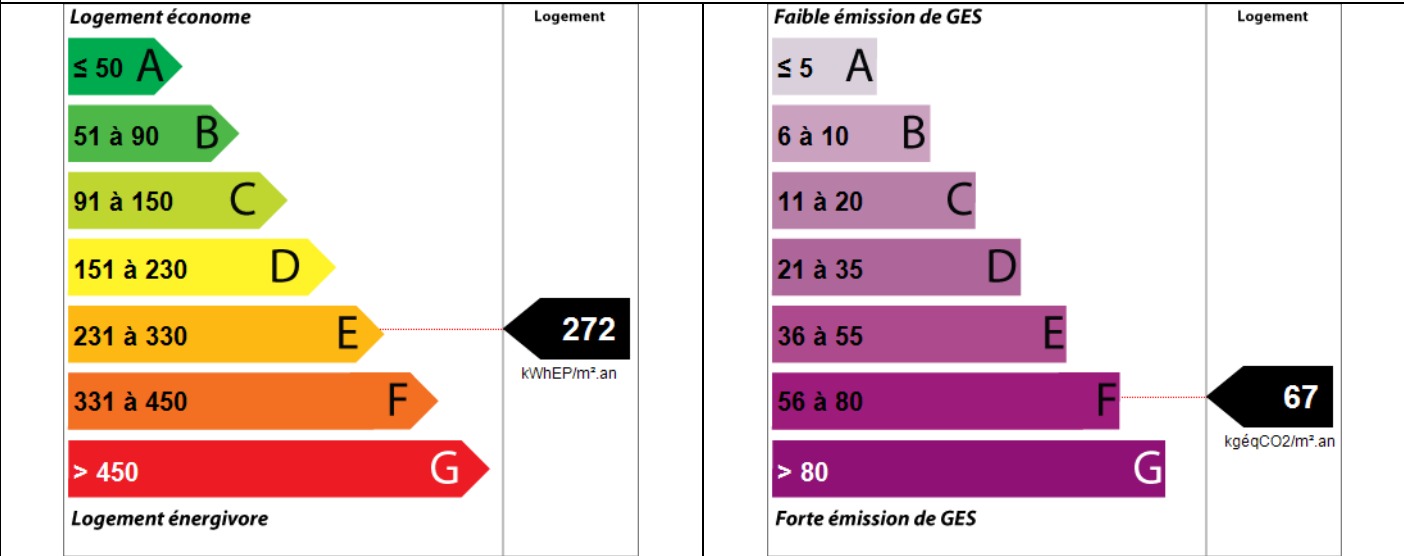 Logement économe
Logement
≤ 50 A
51 à 90 B
91 à 150 C
151 à 230 D
231 à 330 E
272
kWhEP/m².an
331 à 450 F
> 450 G
Logement énergivore
Faible émission de GES
Logement
≤ 5 A
6 à 10 B
11 à 20 C
21 à 35 D
36 à 55 E
56 à 80 F
67
kgéqCO2/m².an
> 80 G
Forte émission de GES